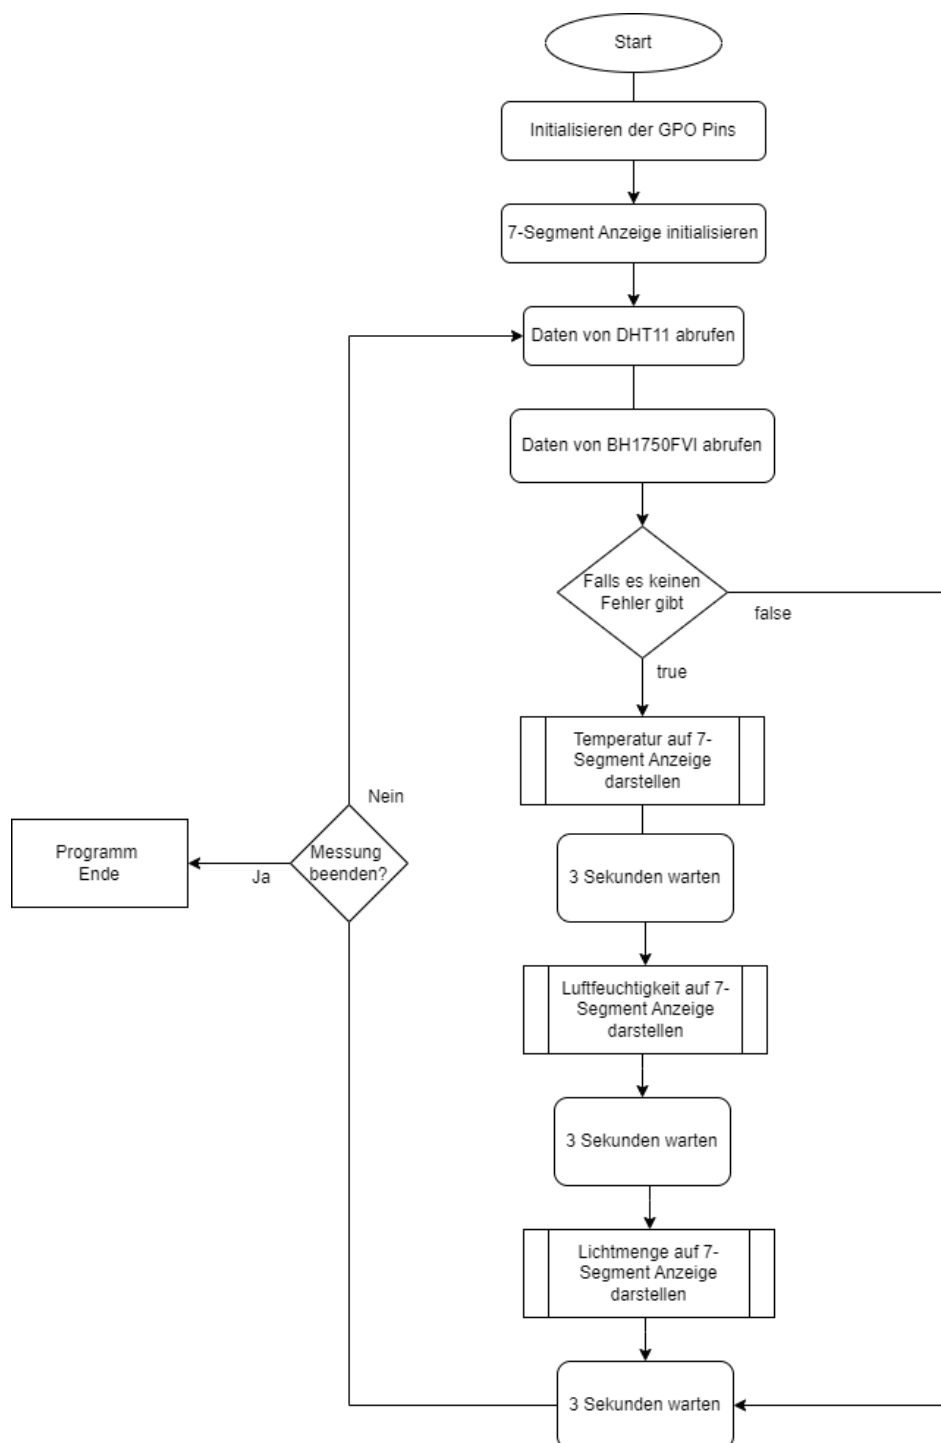 Start
Initialisieren der GPO Pins
7-Segment Anzeige initialisieren
Daten von DHT11 abrufen
Daten von BH1750FVI abrufen
Falls es keinen
Fehler gibt
false
true
Temperatur auf 7-
Segment Anzeige
darstellen
3 Sekunden warten
Luftfeuchtigkeit auf 7-
Segment Anzeige
darstellen
3 Sekunden warten
Lichtmenge auf 7-
Segment Anzeige
darstellen
3 Sekunden warten
Messung
beenden?
Nein
Ja
Programm
Ende